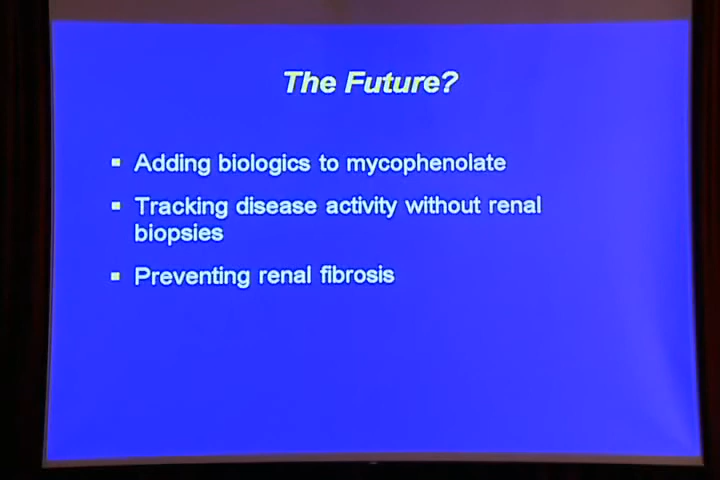 The Future?
▪ Adding biologics to mycophenolate
▪ Tracking disease activity without renal
biopsies
▪ Preventing renal fibrosis